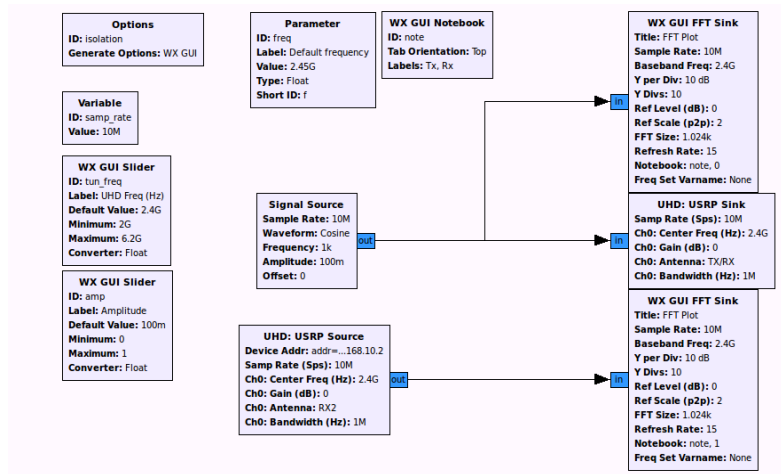 Options
ID: isolation
Generate Options: WX GUI
Parameter
ID: freq
Label: Default frequency
Value: 2.45G
Type: Float
Short ID: f
WX GUI Notebook
ID: note
Tab Orientation: Top
Labels: Tx, Rx
WX GUI FFT Sink
Title: FFT Plot
Sample Rate: 10M
Baseband Freq: 2.4G
Y per Div: 10 dB
Y Divs: 10
Ref Level (dB): 0
Ref Scale (p2p): 2
FFT Size: 1.024k
Refresh Rate: 15
Notebook: note, 0
Freq Set Varname: None
in
Variable
ID: samp_rate
Value: 10M
WX GUI Slider
ID: tun_freq
Label: UHD Freq (Hz)
Default Value: 2.4G
Minimum: 2G
Maximum: 6.2G
Converter: Float
Signal Source
Sample Rate: 10M
Waveform: Cosine
Frequency: 1k
Amplitude: 100m
Offset: 0
out
in
UHD: USRP Sink
Samp Rate (Sps): 10M
Ch0: Center Freq (Hz): 2.4G
Ch0: Gain (dB): 0
Ch0: Antenna: TX/RX
Ch0: Bandwidth (Hz): 1M
WX GUI Slider
ID: amp
Label: Amplitude
Default Value: 100m
Minimum: 0
Maximum: 1
Converter: Float
UHD: USRP Source
Device Addr: addr=...168.10.2
Samp Rate (Sps): 10M
Ch0: Center Freq (Hz): 2.4G
Ch0: Gain (dB): 0
Ch0: Antenna: RX2
Ch0: Bandwidth (Hz): 1M
out
in
WX GUI FFT Sink
Title: FFT Plot
Sample Rate: 10M
Baseband Freq: 2.4G
Y per Div: 10 dB
Y Divs: 10
Ref Level (dB): 0
Ref Scale (p2p): 2
FFT Size: 1.024k
Refresh Rate: 15
Notebook: note, 1
Freq Set Varname: None